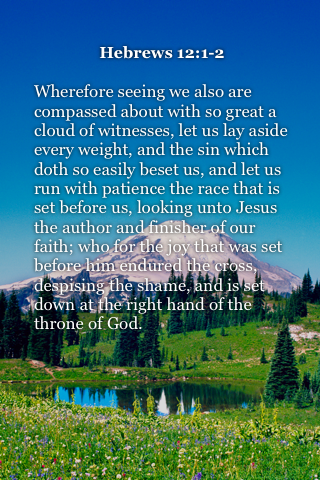 Hebrews 12:1-2
Wherefore seeing we also are
compassed about with so great a
cloud of witnesses, let us lay aside
every weight, and the sin which
doth so easily beset us, and let us
run with patience the race that is
set before us, looking unto Jesus
the author and finisher of our
faith; who for the joy that was set
before him endured the cross,
despising the shame, and is set
down at the right hand of the
throne of God.